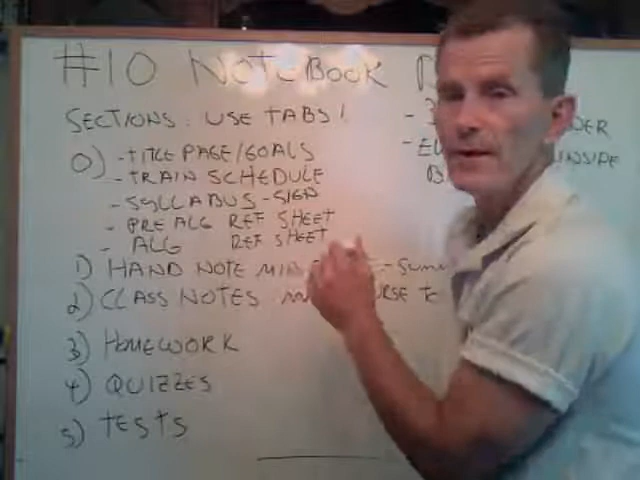 #10 NOTEBOOK
SECTIONS: USE TABS!
0) - TITLE PAGE/GOALS
- TRAIN SCHEDULE
- SYLLABUS - SIGN
- PRE ALG REF SHEET
- ALG REF SHEET
1) HAND NOTE
2) CLASS NOTES
3) HOMEWORK
4) QUIZZES
5) TESTS
INSIDE